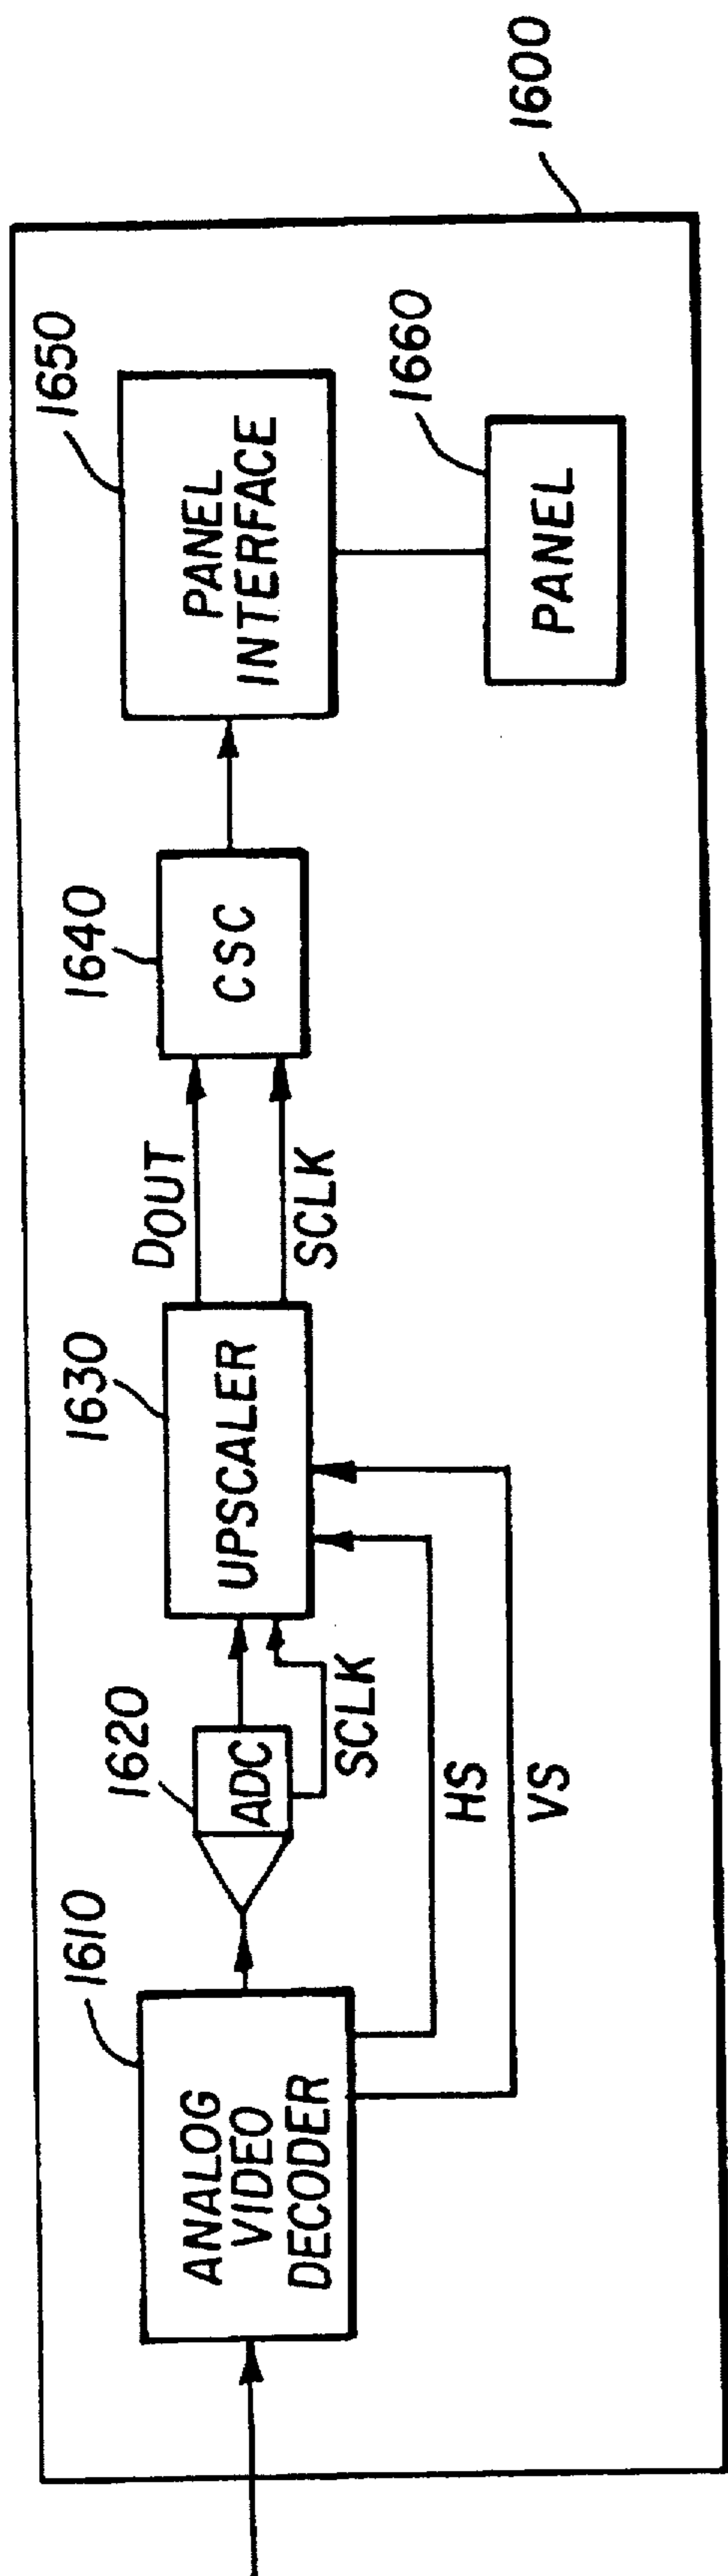 1600
1610
ANALOG
VIDEO
DECODER
1620
ADC
SCLK
HS
VS
1630
UPSCALER
DOUT
SCLK
1640
CSC
1650
PANEL
INTERFACE
1660
PANEL